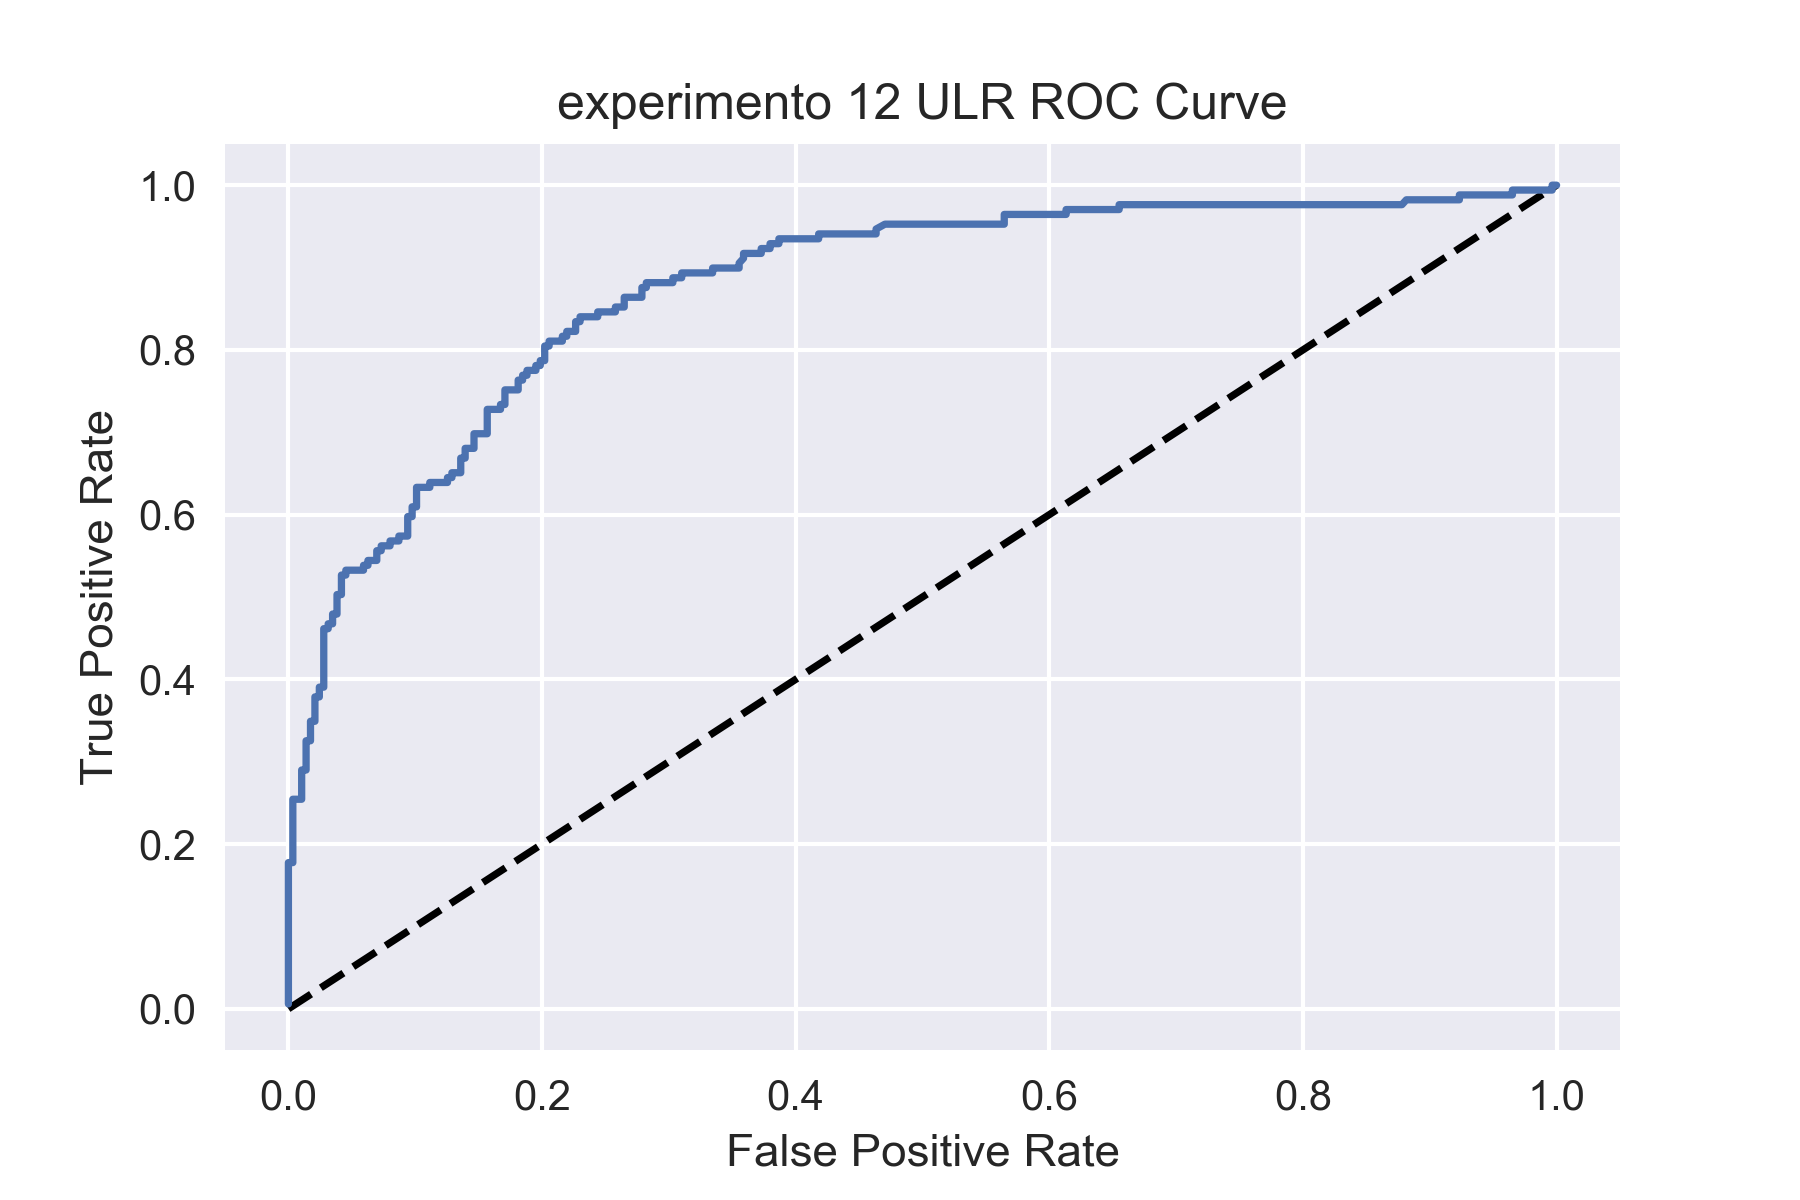 experimento 12 ULR ROC Curve
1.0
0.8
0.6
0.4
0.2
0.0
True Positive Rate
0.0 0.2 0.4 0.6 0.8 1.0
False Positive Rate